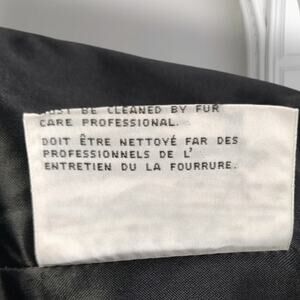 MUST BE CLEANED BY FUR
CARE PROFESSIONAL.
DOIT ÊTRE NETTOYÉ FAR DES
PROFESSIONNELS DE L'
ENTRETIEN DU LA FOURRURE.